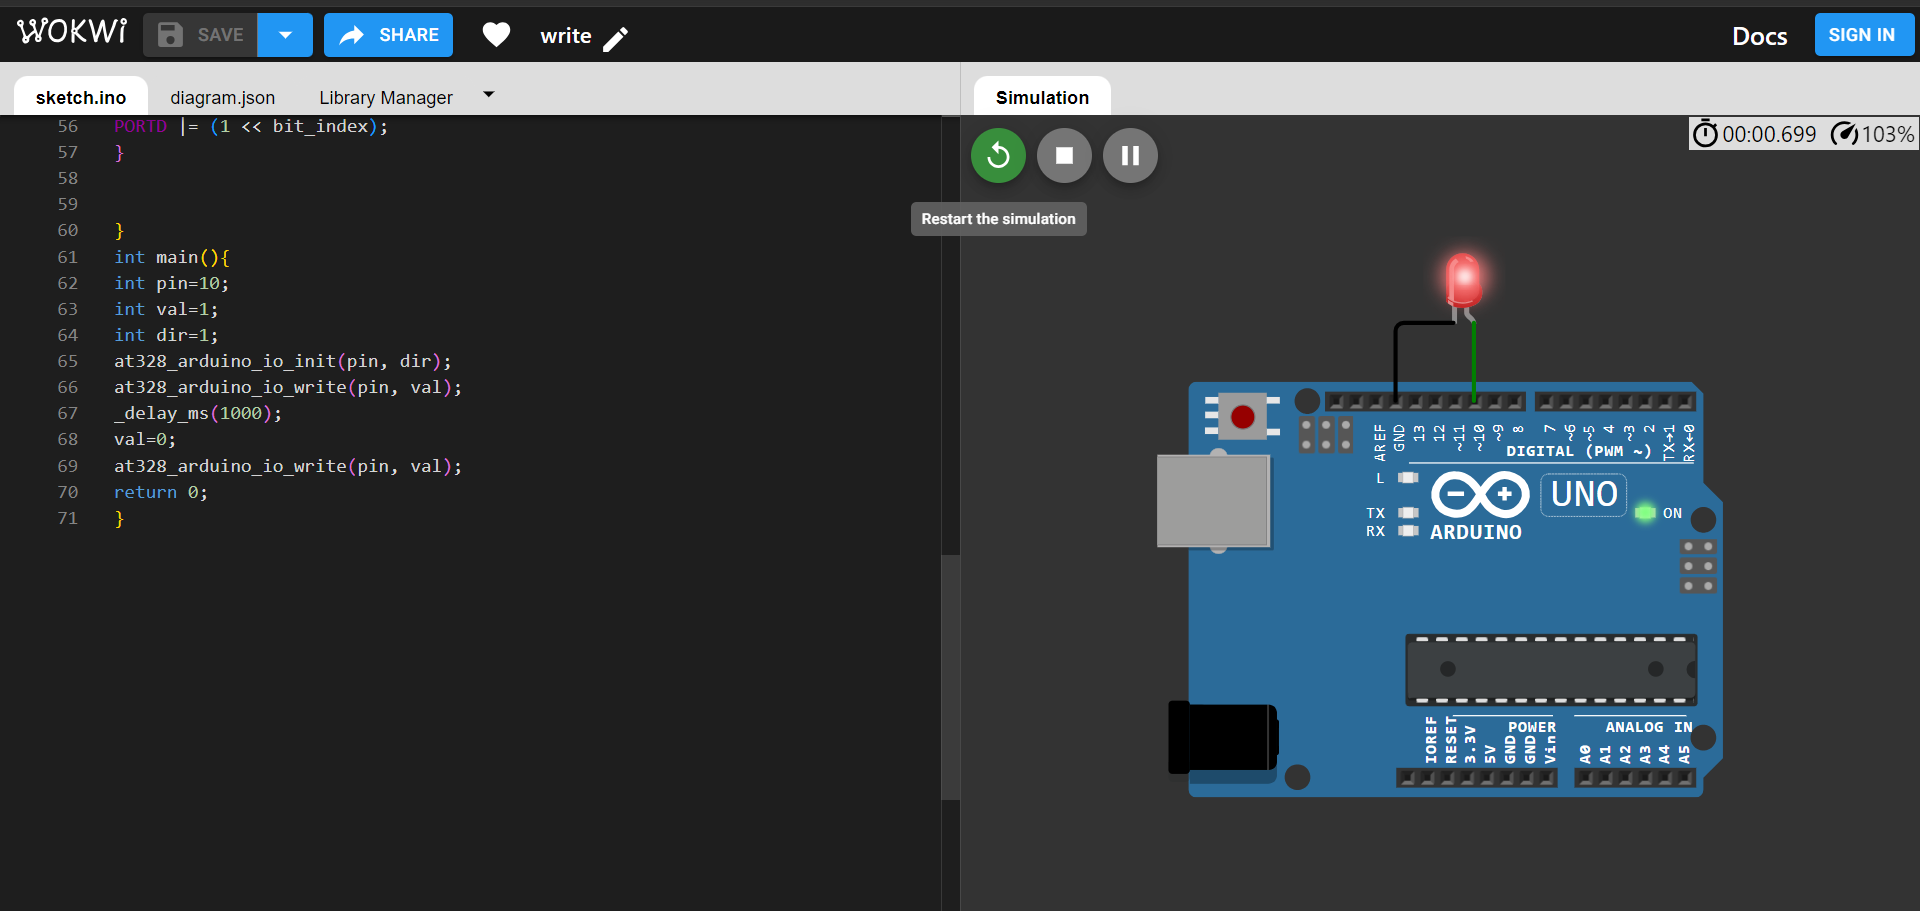 WOKWi SAVE SHARE write Docs SIGN IN
sketch.ino diagram.json Library Manager
Simulation
00:00.699 103%
Restart the simulation
56 PORTD |= (1 << bit_index);
57 }
58
59
60 }
61 int main(){
62 int pin=10;
63 int val=1;
64 int dir=1;
65 at328_arduino_io_init(pin, dir);
66 at328_arduino_io_write(pin, val);
67 _delay_ms(1000);
68 val=0;
69 at328_arduino_io_write(pin, val);
70 return 0;
71 }
AREF GND 13 12 ~11 ~10 ~9 8 7 ~6 ~5 4 ~3 2 TX→1 RX←0
DIGITAL (PWM ~)
L
UNO
TX
ON
RX
ARDUINO
POWER
ANALOG IN
IOREF RESET 3.3V 5V GND GND Vin A0 A1 A2 A3 A4 A5